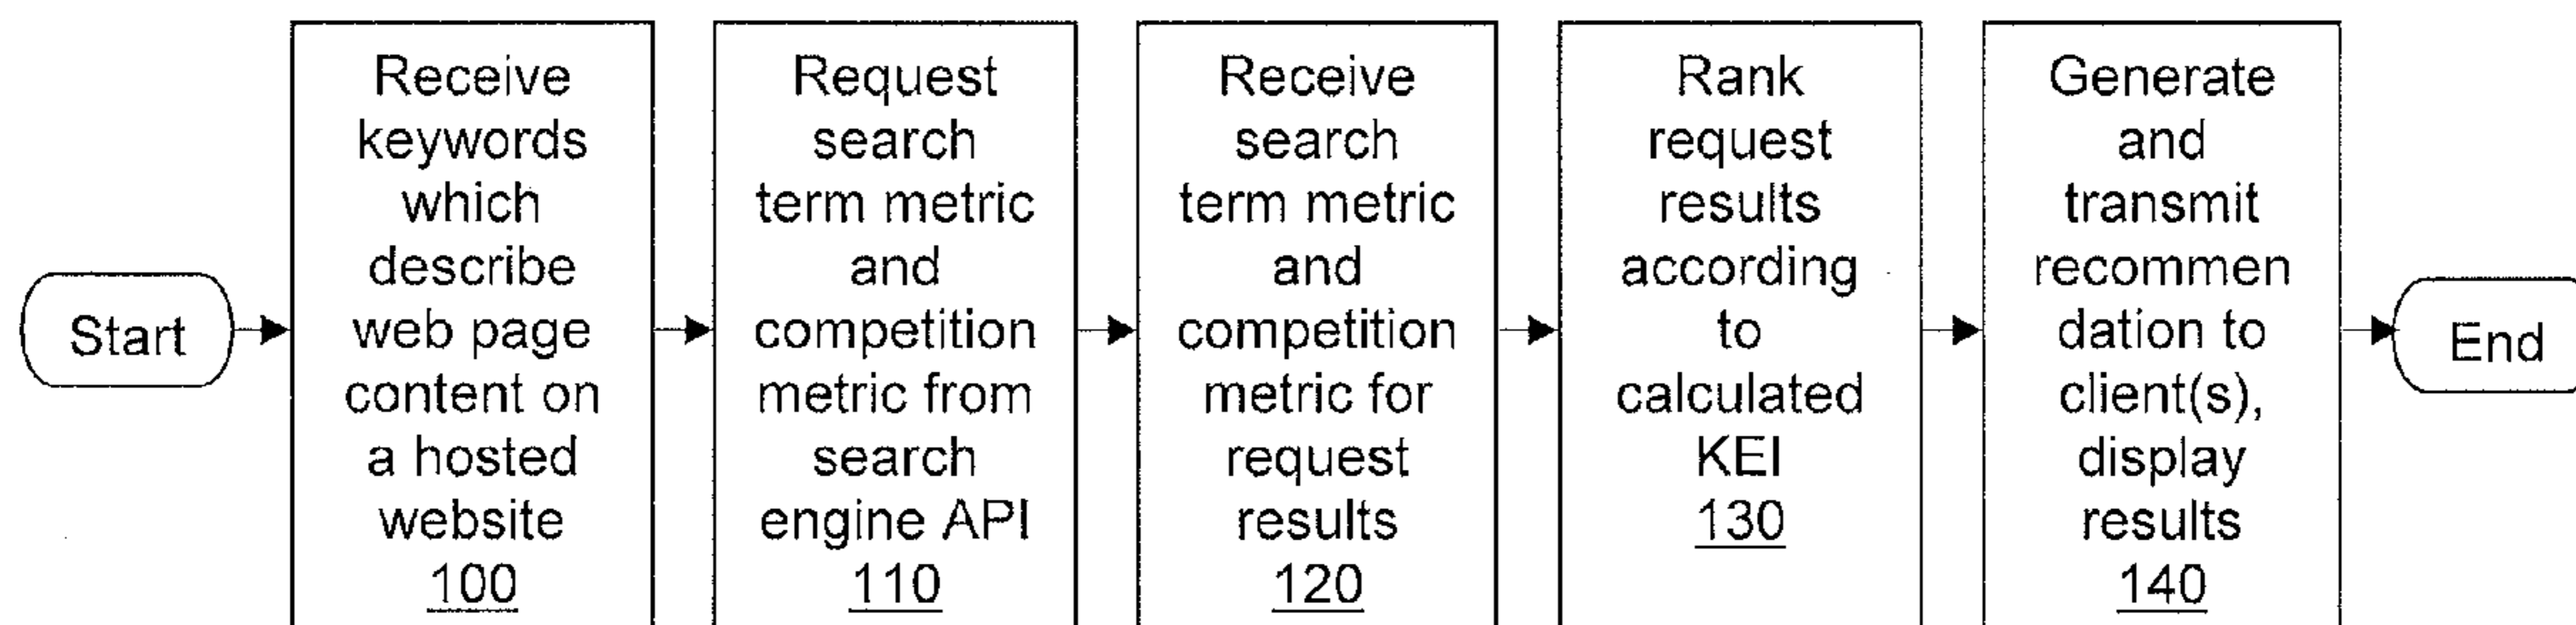 Start
Receive
keywords
which
describe
web page
content on
a hosted
website
100
Request
search
term metric
and
competition
metric from
search
engine API
110
Receive
search
term metric
and
competition
metric for
request
results
120
Rank
request
results
according
to
calculated
KEI
130
Generate
and
transmit
recommen
dation to
client(s),
display
results
140
End